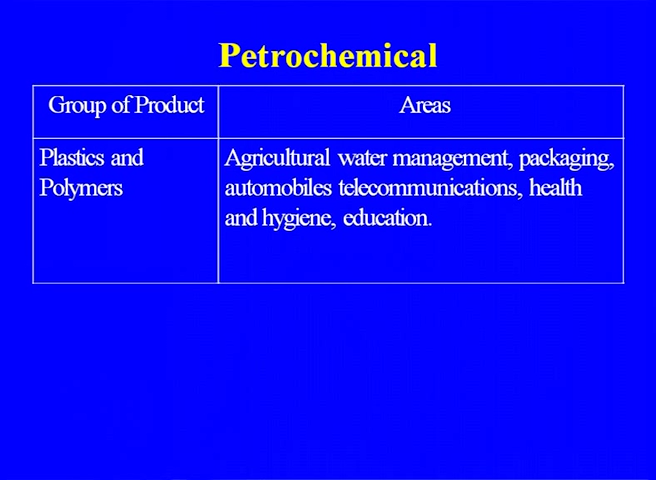 Petrochemical
Group of Product
Areas
Plastics and
Polymers
Agricultural water management, packaging,
automobiles telecommunications, health
and hygiene, education.